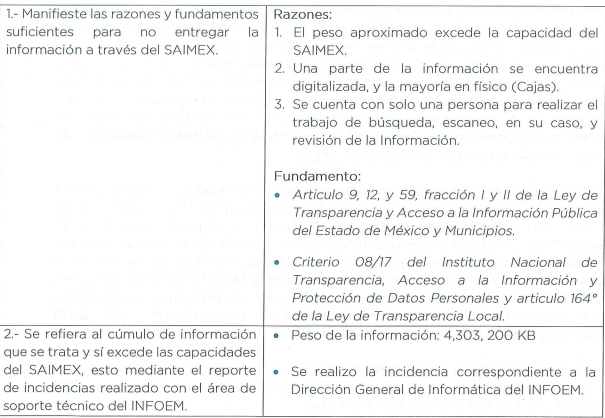 1.- Manifieste las razones y fundamentos
suficientes para no entregar la
información a través del SAIMEX.
Razones:
1. El peso aproximado excede la capacidad del
SAIMEX.
2. Una parte de la información se encuentra
digitalizada, y la mayoría en físico (Cajas).
3. Se cuenta con solo una persona para realizar el
trabajo de búsqueda, escaneo, en su caso, y
revisión de la Información.
Fundamento:
• Articulo 9, 12, y 59, fracción I y II de la Ley de
Transparencia y Acceso a la Información Pública
del Estado de México y Municipios.
• Criterio 08/17 del Instituto Nacional de
Transparencia, Acceso a la Información y
Protección de Datos Personales y articulo 164°
de la Ley de Transparencia Local.
2.- Se refiera al cúmulo de información
que se trata y sí excede las capacidades
del SAIMEX, esto mediante el reporte
de incidencias realizado con el área de
soporte técnico del INFOEM.
• Peso de la información: 4,303, 200 KB
• Se realizo la incidencia correspondiente a la
Dirección General de Informática del INFOEM.